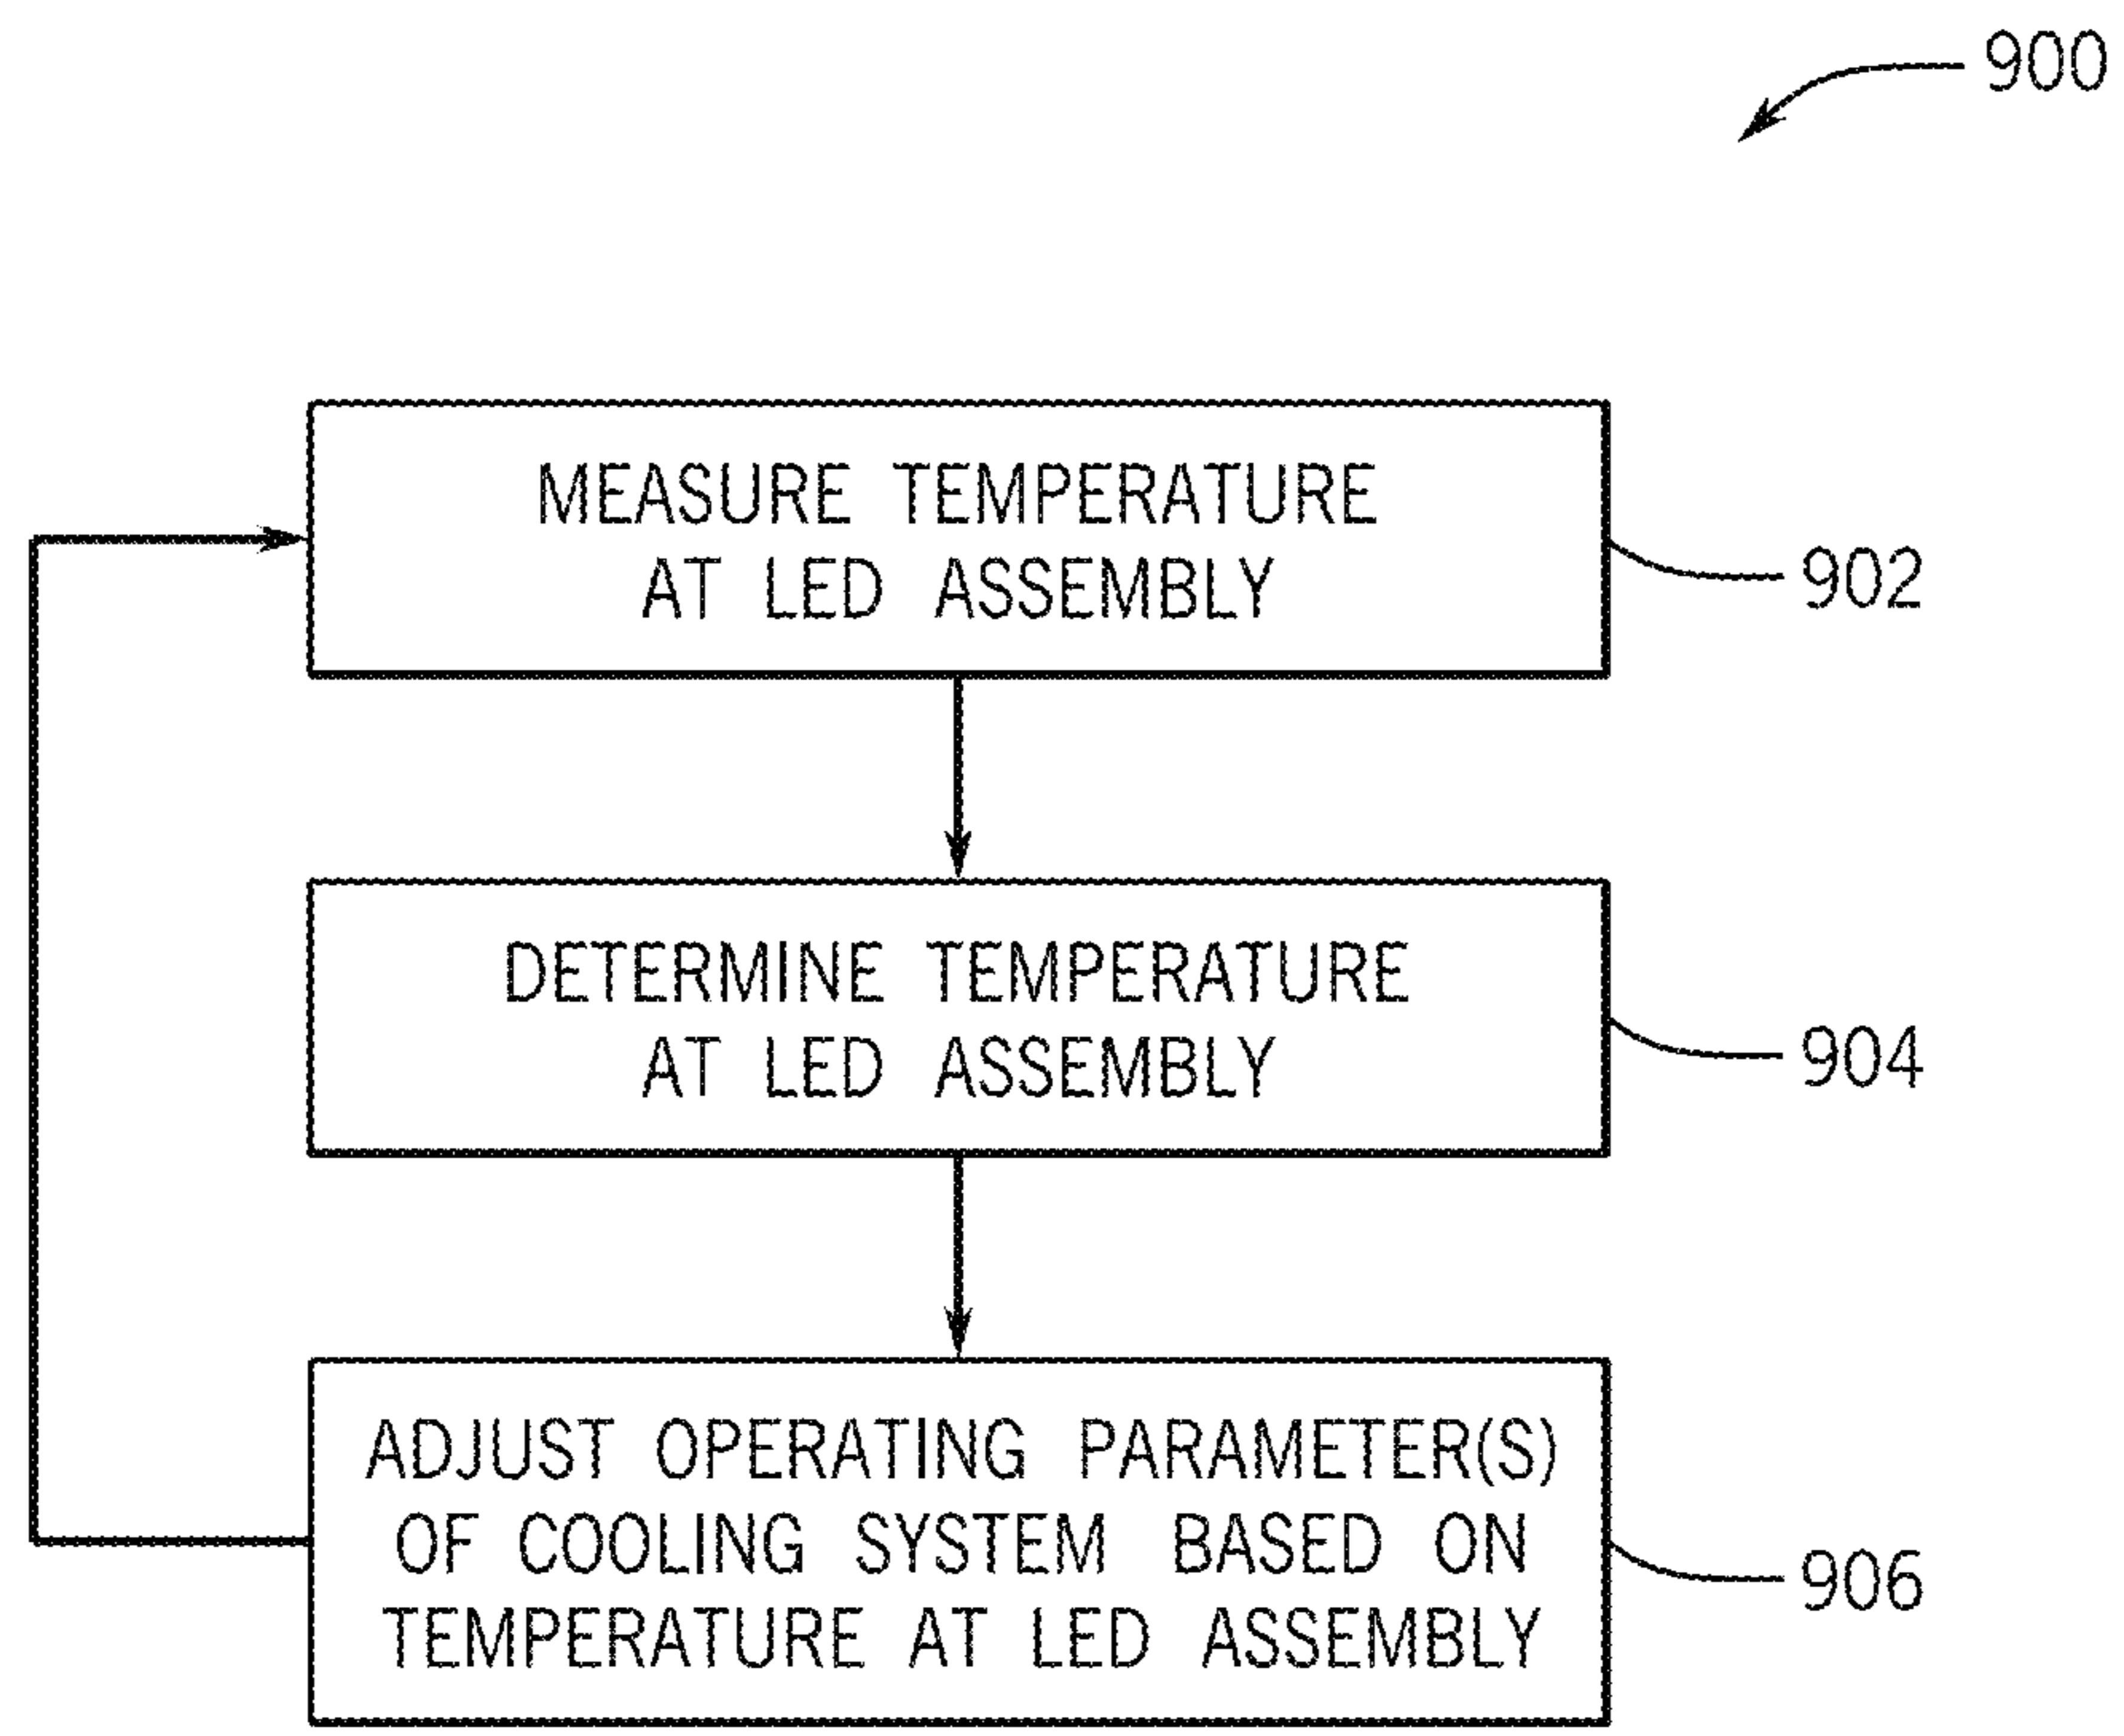 900
MEASURE TEMPERATURE
AT LED ASSEMBLY
902
DETERMINE TEMPERATURE
AT LED ASSEMBLY
904
ADJUST OPERATING PARAMETER(S)
OF COOLING SYSTEM BASED ON
TEMPERATURE AT LED ASSEMBLY
906